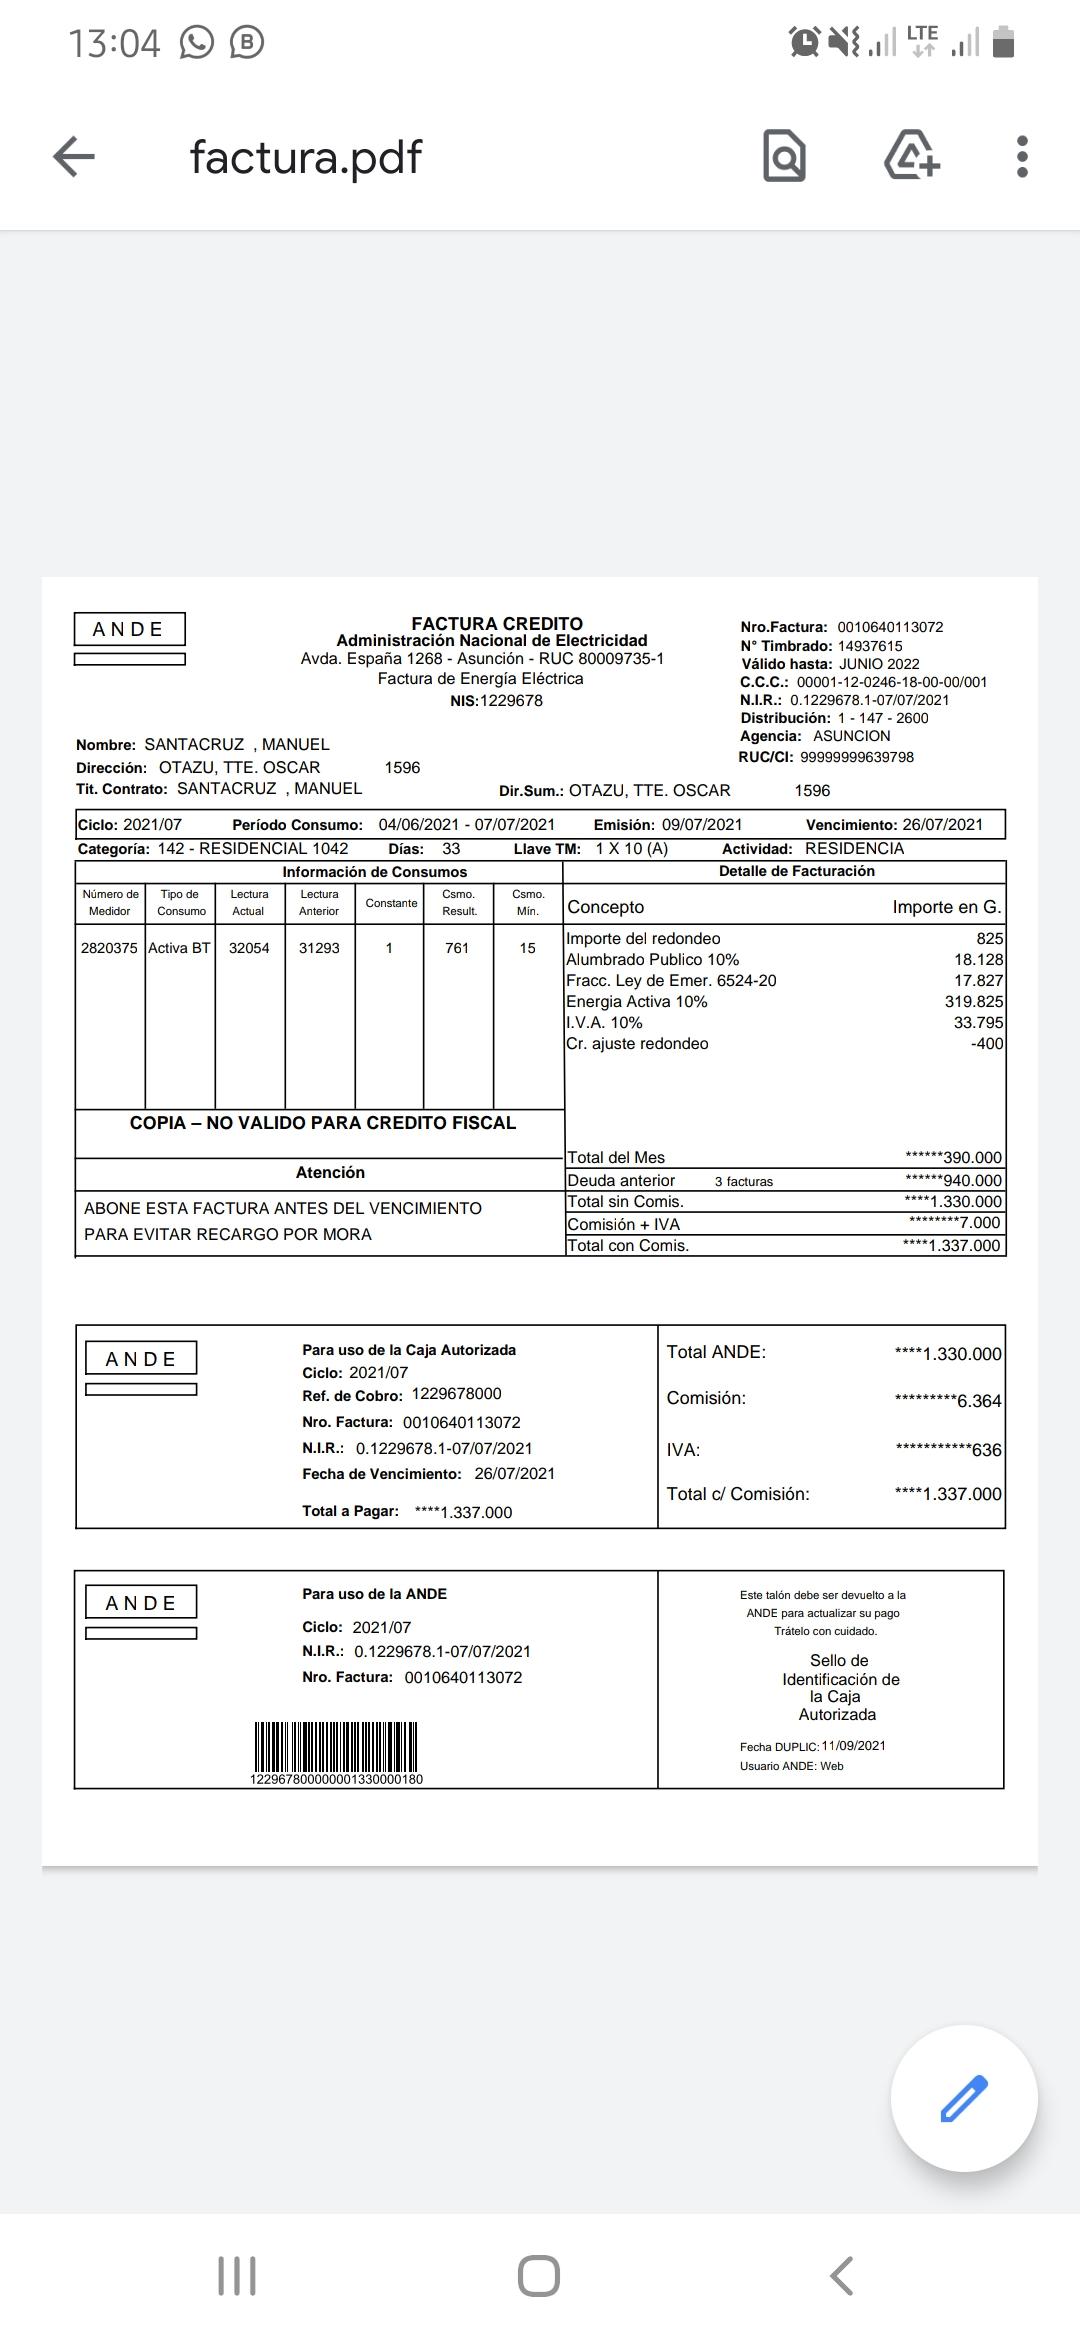 13:04
LTE
factura.pdf
ANDE
FACTURA CREDITO
Administración Nacional de Electricidad
Avda. España 1268 - Asunción - RUC 80009735-1
Factura de Energía Eléctrica
NIS:1229678
Nro.Factura: 0010640113072
N° Timbrado: 14937615
Válido hasta: JUNIO 2022
C.C.C.: 00001-12-0246-18-00-00/001
N.I.R.: 0.1229678.1-07/07/2021
Distribución: 1 - 147 - 2600
Agencia: ASUNCION
RUC/CI: 99999999639798
Nombre: SANTACRUZ , MANUEL
Dirección: OTAZU, TTE. OSCAR 1596
Tit. Contrato: SANTACRUZ , MANUEL Dir.Sum.: OTAZU, TTE. OSCAR 1596
Ciclo: 2021/07 Período Consumo: 04/06/2021 - 07/07/2021 Emisión: 09/07/2021 Vencimiento: 26/07/2021
Categoría: 142 - RESIDENCIAL 1042 Días: 33 Llave TM: 1 X 10 (A) Actividad: RESIDENCIA
Información de Consumos
Número de Tipo de Lectura Lectura Constante Csmo. Csmo.
Medidor Consumo Actual Anterior Result. Mín.
2820375 Activa BT 32054 31293 1 761 15
COPIA – NO VALIDO PARA CREDITO FISCAL
Atención
ABONE ESTA FACTURA ANTES DEL VENCIMIENTO
PARA EVITAR RECARGO POR MORA
Detalle de Facturación
Concepto Importe en G.
Importe del redondeo 825
Alumbrado Publico 10% 18.128
Fracc. Ley de Emer. 6524-20 17.827
Energia Activa 10% 319.825
I.V.A. 10% 33.795
Cr. ajuste redondeo -400
Total del Mes ******390.000
Deuda anterior 3 facturas ******940.000
Total sin Comis. ****1.330.000
Comisión + IVA ********7.000
Total con Comis. ****1.337.000
ANDE
Para uso de la Caja Autorizada
Ciclo: 2021/07
Ref. de Cobro: 1229678000
Nro. Factura: 0010640113072
N.I.R.: 0.1229678.1-07/07/2021
Fecha de Vencimiento: 26/07/2021
Total a Pagar: ****1.337.000
Total ANDE: ****1.330.000
Comisión: *********6.364
IVA: ***********636
Total c/ Comisión: ****1.337.000
ANDE
Para uso de la ANDE
Ciclo: 2021/07
N.I.R.: 0.1229678.1-07/07/2021
Nro. Factura: 0010640113072
12296780000001330000180
Este talón debe ser devuelto a la
ANDE para actualizar su pago
Trátelo con cuidado.
Sello de
Identificación de
la Caja
Autorizada
Fecha DUPLIC: 11/09/2021
Usuario ANDE: Web